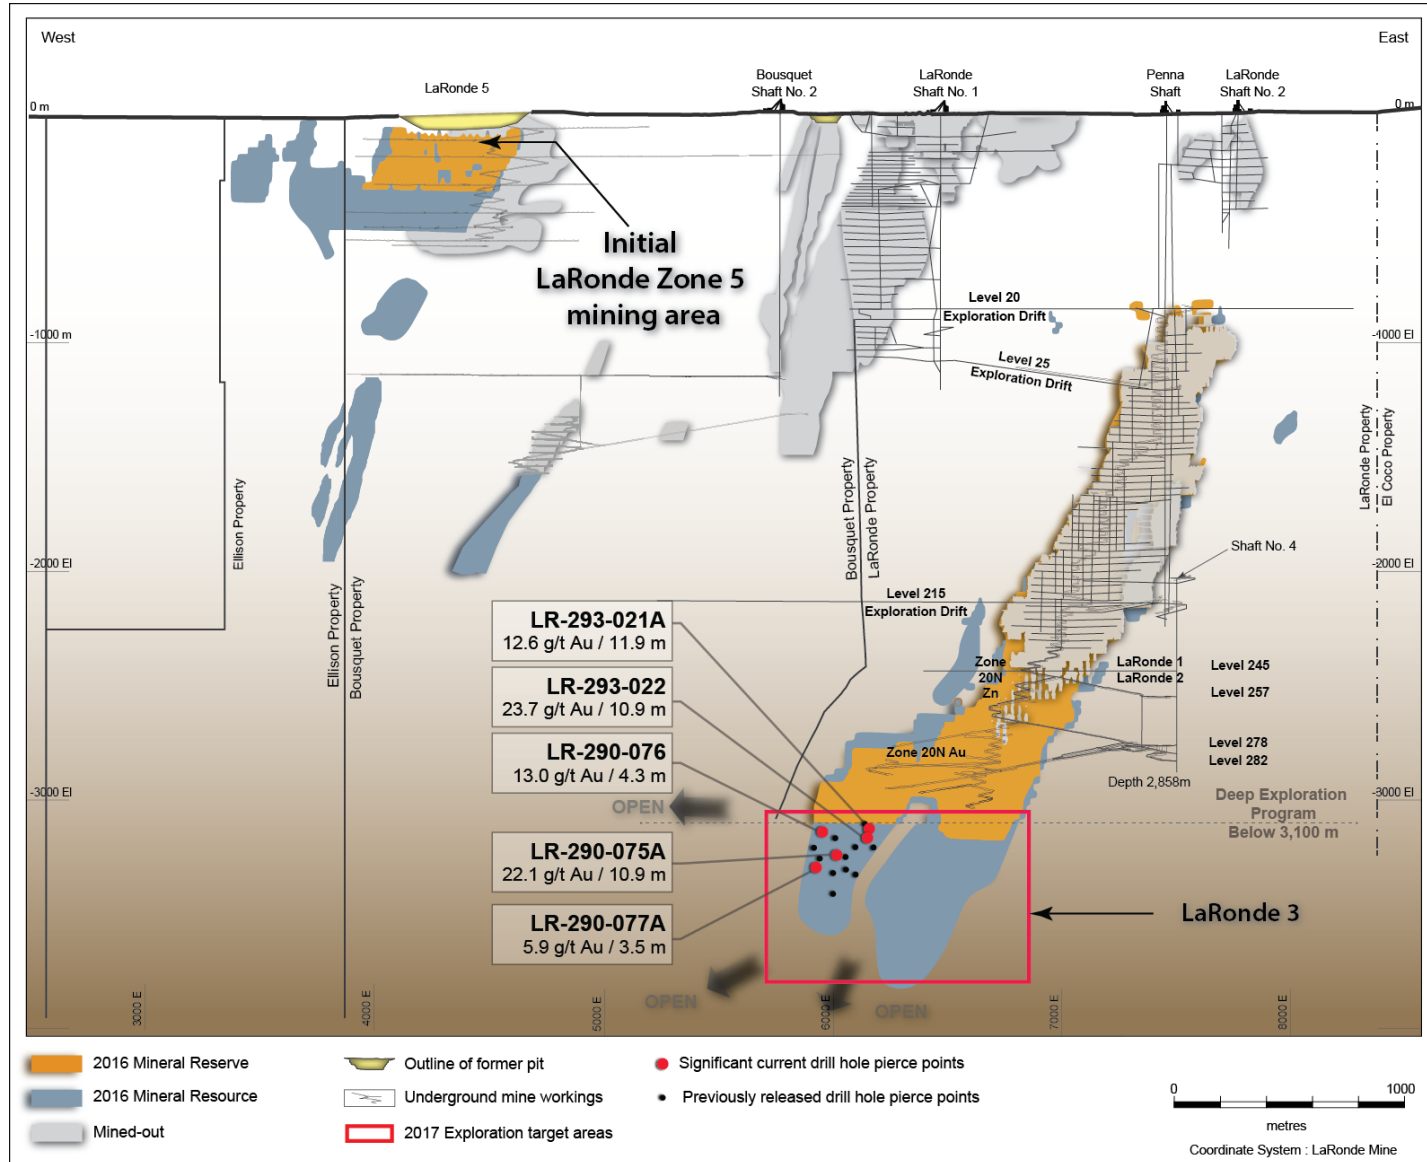 West
East
LaRonde 5
Bousquet
Shaft No. 2
LaRonde
Shaft No. 1
Penna
Shaft
LaRonde
Shaft No. 2
0 m
0 m
Initial
LaRonde Zone 5
mining area
Level 20
Exploration Drift
-1000 m
-1000 El
Level 25
Exploration Drift
Ellison Property
Bousquet Property
LaRonde Property
LaRonde Property
El Coco Property
Shaft No. 4
-2000 El
-2000 El
Ellison Property
Bousquet Property
Level 215
Exploration Drift
LR-293-021A
12.6 g/t Au / 11.9 m
Zone
20N
Zn
LaRonde 1
LaRonde 2
Level 245
Level 257
LR-293-022
23.7 g/t Au / 10.9 m
LR-290-076
13.0 g/t Au / 4.3 m
Zone 20N Au
Level 278
Level 282
Depth 2,858m
-3000 El
-3000 El
OPEN
Deep Exploration
Program
Below 3,100 m
LR-290-075A
22.1 g/t Au / 10.9 m
LR-290-077A
5.9 g/t Au / 3.5 m
LaRonde 3
OPEN
OPEN
3000 E
4000 E
5000 E
6000 E
7000 E
8000 E
2016 Mineral Reserve
Outline of former pit
Significant current drill hole pierce points
2016 Mineral Resource
Underground mine workings
Previously released drill hole pierce points
Mined-out
2017 Exploration target areas
0
1000
metres
Coordinate System : LaRonde Mine